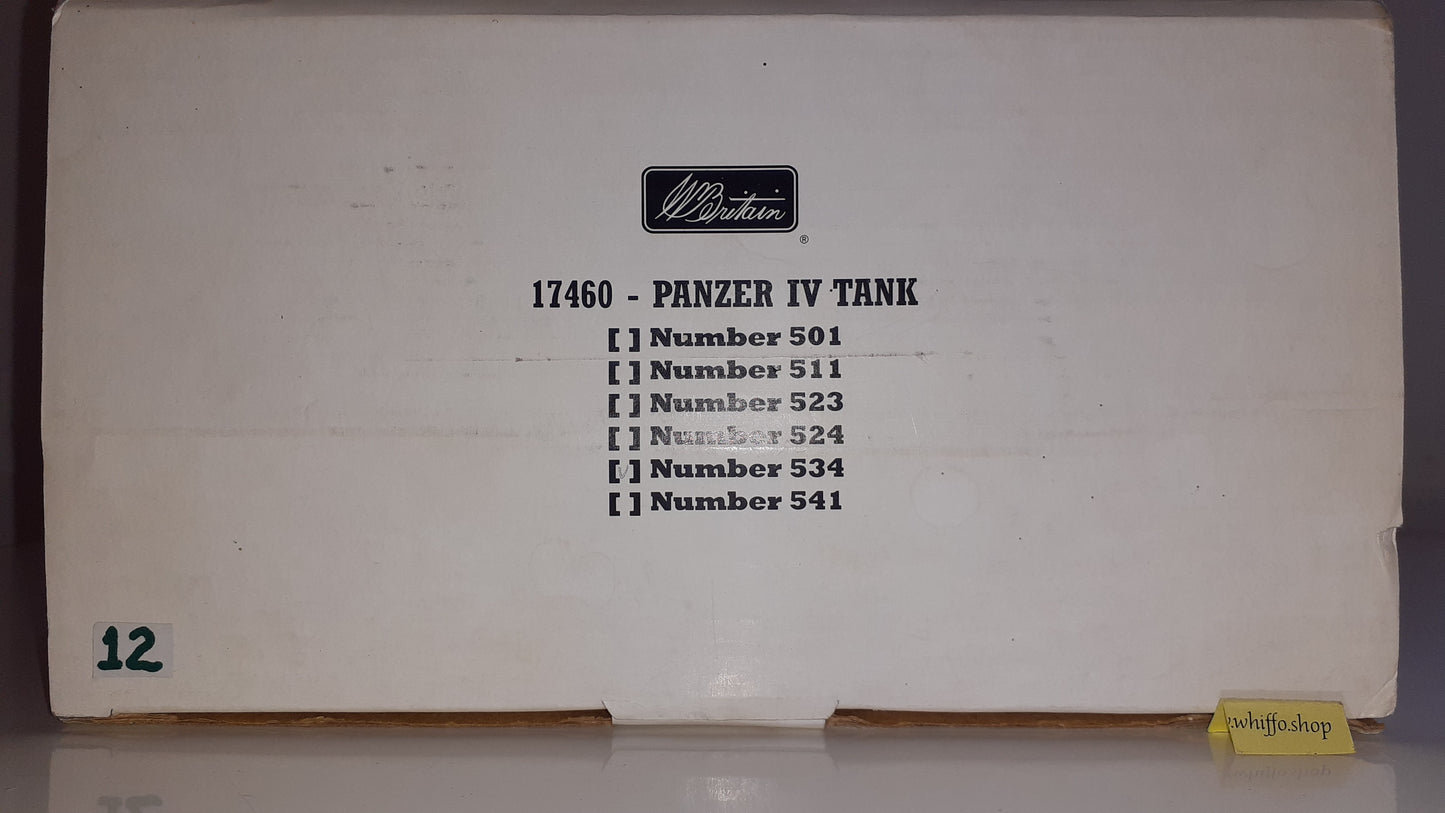 W Britain
®
17460 - PANZER IV TANK
[ ] Number 501
[ ] Number 511
[ ] Number 523
[ ] Number 524
[✓] Number 534
[ ] Number 541
12
.whiffo.shop